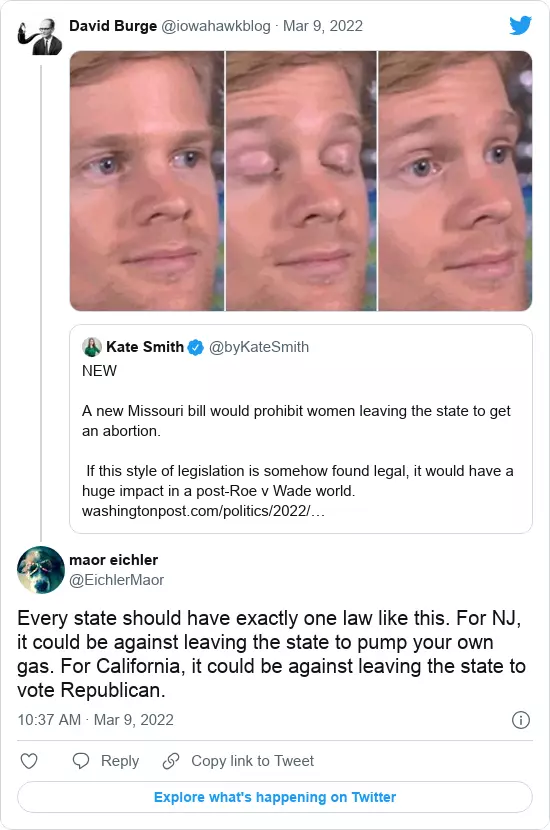 David Burge @iowahawkblog · Mar 9, 2022
Kate Smith @byKateSmith
NEW
A new Missouri bill would prohibit women leaving the state to get
an abortion.
If this style of legislation is somehow found legal, it would have a
huge impact in a post-Roe v Wade world.
washingtonpost.com/politics/2022/…
maor eichler
@EichlerMaor
Every state should have exactly one law like this. For NJ,
it could be against leaving the state to pump your own
gas. For California, it could be against leaving the state to
vote Republican.
10:37 AM · Mar 9, 2022
Reply Copy link to Tweet
Explore what's happening on Twitter